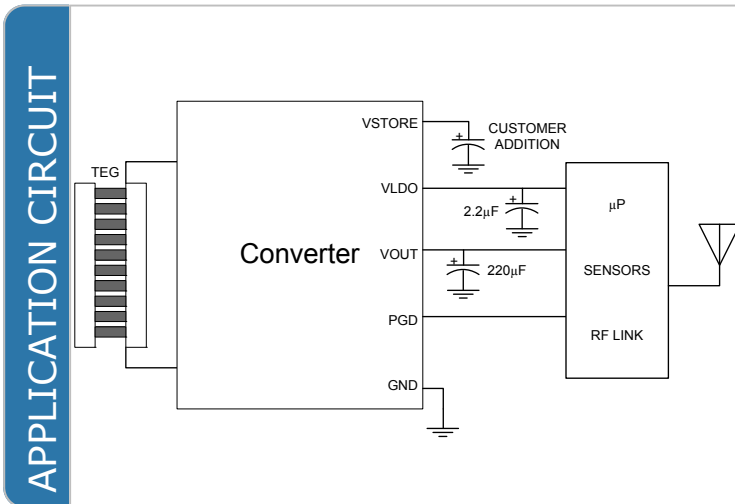 APPLICATION CIRCUIT
TEG
Converter
VSTORE
VLDO
VOUT
PGD
GND
+
CUSTOMER
ADDITION
+
2.2µF
+
220µF
µP
SENSORS
RF LINK